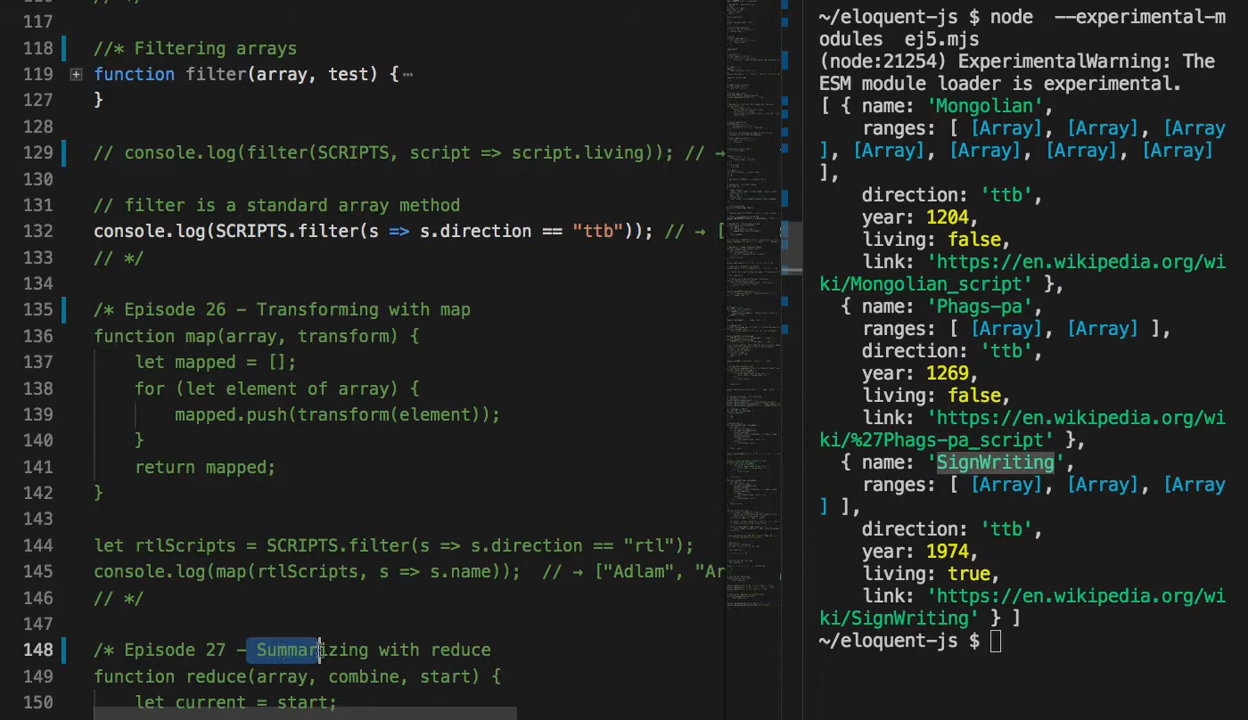 117
118 //* Filtering arrays
119 function filter(array, test) { ⋯
127 }
128
129 // console.log(filter(SCRIPTS, script => script.living)); // →
130
131 // filter is a standard array method
132 console.log(SCRIPTS.filter(s => s.direction == "ttb")); // → [
133 // */
134
135 /* Episode 26 - Transforming with map
136 function map(array, transform) {
137 let mapped = [];
138 for (let element of array) {
139 mapped.push(transform(element));
140 }
141 return mapped;
142 }
143
144 let rtlScripts = SCRIPTS.filter(s => s.direction == "rtl");
145 console.log(map(rtlScripts, s => s.name)); // → ["Adlam", "Ar
146 // */
147
148 /* Episode 27 - Summarizing with reduce
149 function reduce(array, combine, start) {
150 let current = start;
~/eloquent-js $ node --experimental-m
odules ej5.mjs
(node:21254) ExperimentalWarning: The
ESM module loader is experimental.
[ { name: 'Mongolian',
ranges: [ [Array], [Array], [Array
], [Array], [Array], [Array], [Array]
],
direction: 'ttb',
year: 1204,
living: false,
link: 'https://en.wikipedia.org/wi
ki/Mongolian_script' },
{ name: 'Phags-pa',
ranges: [ [Array], [Array] ],
direction: 'ttb',
year: 1269,
living: false,
link: 'https://en.wikipedia.org/wi
ki/%27Phags-pa_script' },
{ name: 'SignWriting',
ranges: [ [Array], [Array], [Array
] ],
direction: 'ttb',
year: 1974,
living: true,
link: 'https://en.wikipedia.org/wi
ki/SignWriting' } ]
~/eloquent-js $